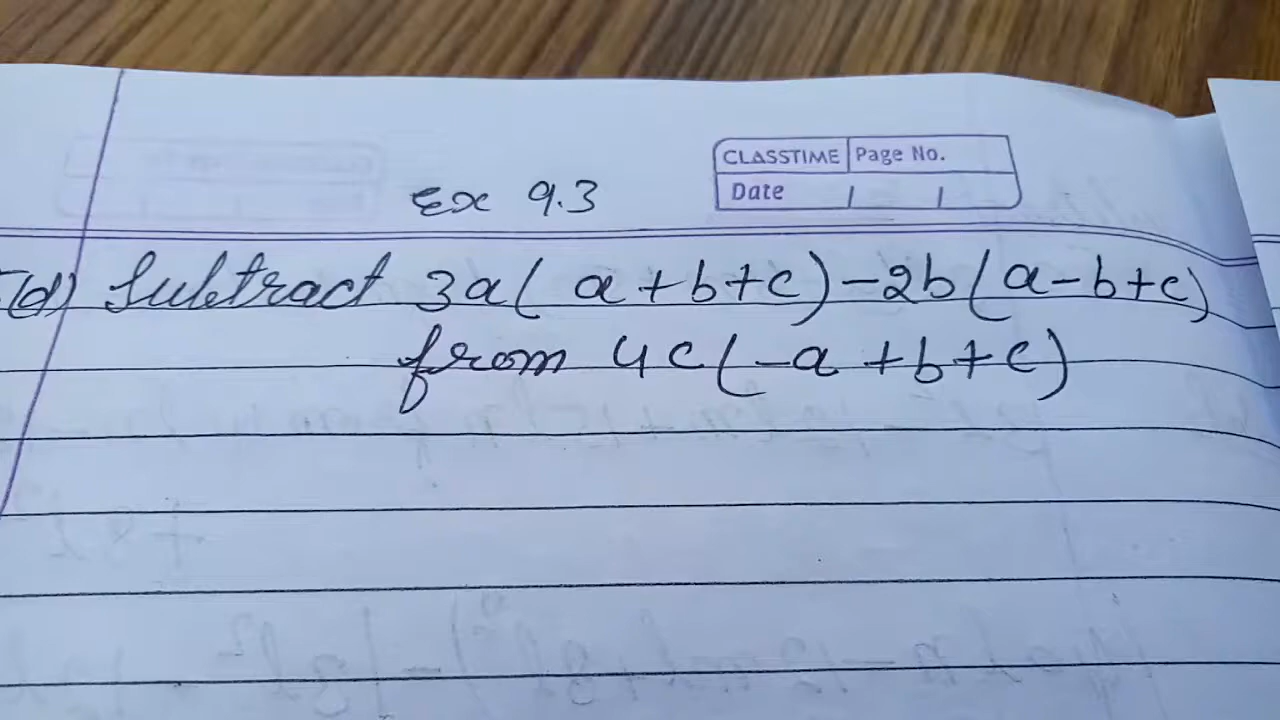 CLASSTIME Page No.
Date / /
Ex 9.3
(d) Subtract 3a(a+b+c)-2b(a-b+c)
from 4c(-a+b+c)